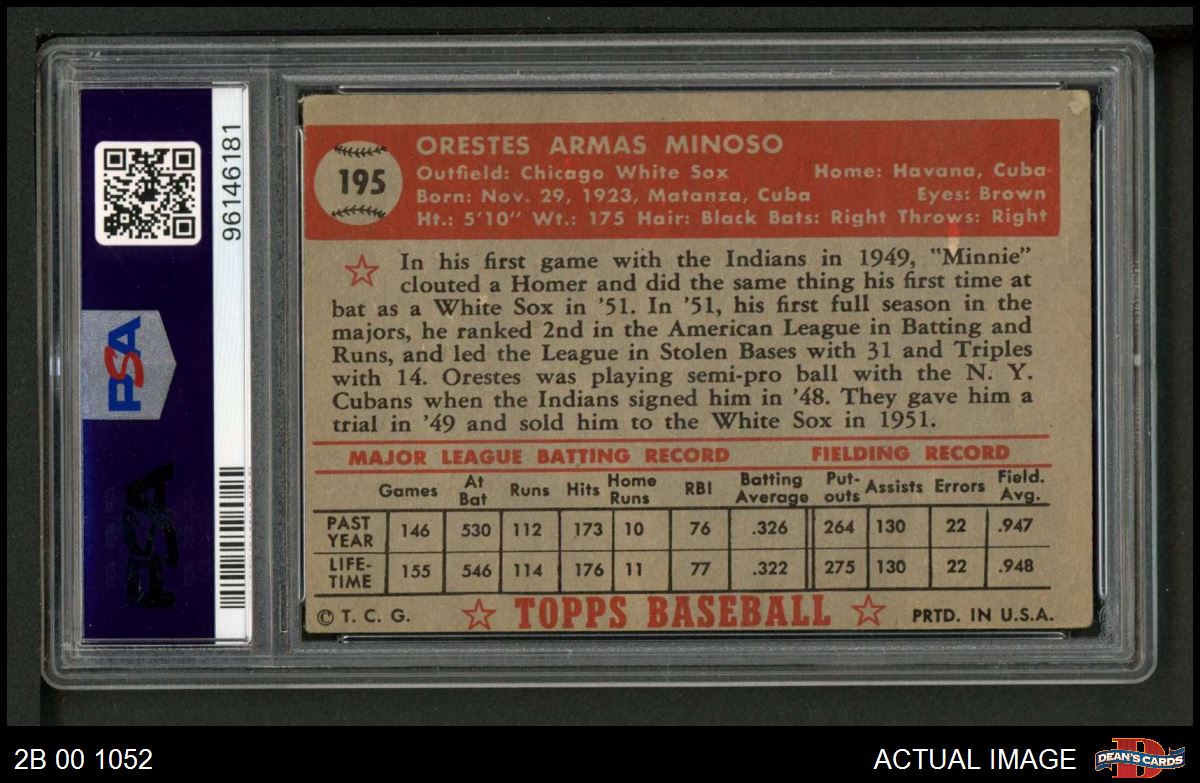 96146181
PSA
PSA
195
ORESTES ARMAS MINOSO
Outfield: Chicago White Sox Home: Havana, Cuba
Born: Nov. 29, 1923, Matanza, Cuba Eyes: Brown
Ht.: 5'10" Wt.: 175 Hair: Black Bats: Right Throws: Right
In his first game with the Indians in 1949, "Minnie"
clouted a Homer and did the same thing his first time at
bat as a White Sox in '51. In '51, his first full season in the
majors, he ranked 2nd in the American League in Batting and
Runs, and led the League in Stolen Bases with 31 and Triples
with 14. Orestes was playing semi-pro ball with the N. Y.
Cubans when the Indians signed him in '48. They gave him a
trial in '49 and sold him to the White Sox in 1951.
MAJOR LEAGUE BATTING RECORD FIELDING RECORD
Games At Bat Runs Hits Home Runs RBI Batting Average Put-outs Assists Errors Field. Avg.
PAST YEAR 146 530 112 173 10 76 .326 264 130 22 .947
LIFE-TIME 155 546 114 176 11 77 .322 275 130 22 .948
© T. C. G. TOPPS BASEBALL PRTD. IN U.S.A.
2B 00 1052 ACTUAL IMAGE DEAN'S CARDS